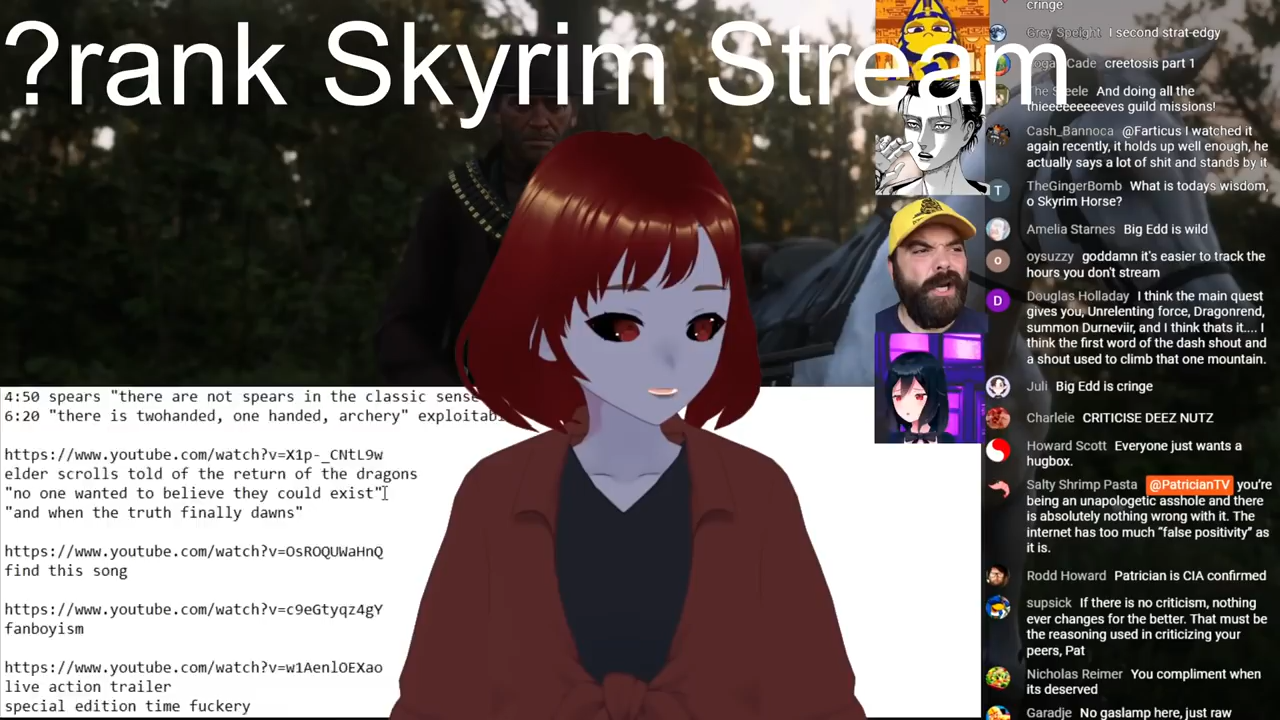 ?rank Skyrim Stream
4:50 spears "there are not spears in the classic sense
6:20 "there is twohanded, one handed, archery"
https://www.youtube.com/watch?v=X1p-_CNtL9w
elder scrolls told of the return of the dragons
"no one wanted to believe they could exist"
"and when the truth finally dawns"
https://www.youtube.com/watch?v=OsROQUWaHnQ
find this song
https://www.youtube.com/watch?v=c9eGtyqz4gY
fanboyism
https://www.youtube.com/watch?v=w1AenlOEXao
live action trailer
special edition time fuckery
cringe
Grey Speight I second strat-edgy
Cade creetosis part 1
And doing all the
thieeeeeeeves guild missions!
Cash_Bannoca @Farticus I watched it
again recently, it holds up well enough, he
actually says a lot of shit and stands by it
T
TheGingerBomb What is todays wisdom,
o Skyrim Horse?
Amelia Starnes Big Edd is wild
o
oysuzzy goddamn it's easier to track the
hours you don't stream
D
Douglas Holladay I think the main quest
gives you, Unrelenting force, Dragonrend,
summon Durneviir, and I think thats it.... I
think the first word of the dash shout and
a shout used to climb that one mountain.
Juli Big Edd is cringe
Charleie CRITICISE DEEZ NUTZ
Howard Scott Everyone just wants a
hugbox.
Salty Shrimp Pasta @PatricianTV you're
being an unapologetic asshole and there
is absolutely nothing wrong with it. The
internet has too much "false positivity" as
it is.
Rodd Howard Patrician is CIA confirmed
supsick If there is no criticism, nothing
ever changes for the better. That must be
the reasoning used in criticizing your
peers, Pat
Nicholas Reimer You compliment when
its deserved
Garadje No gaslamp here, just raw